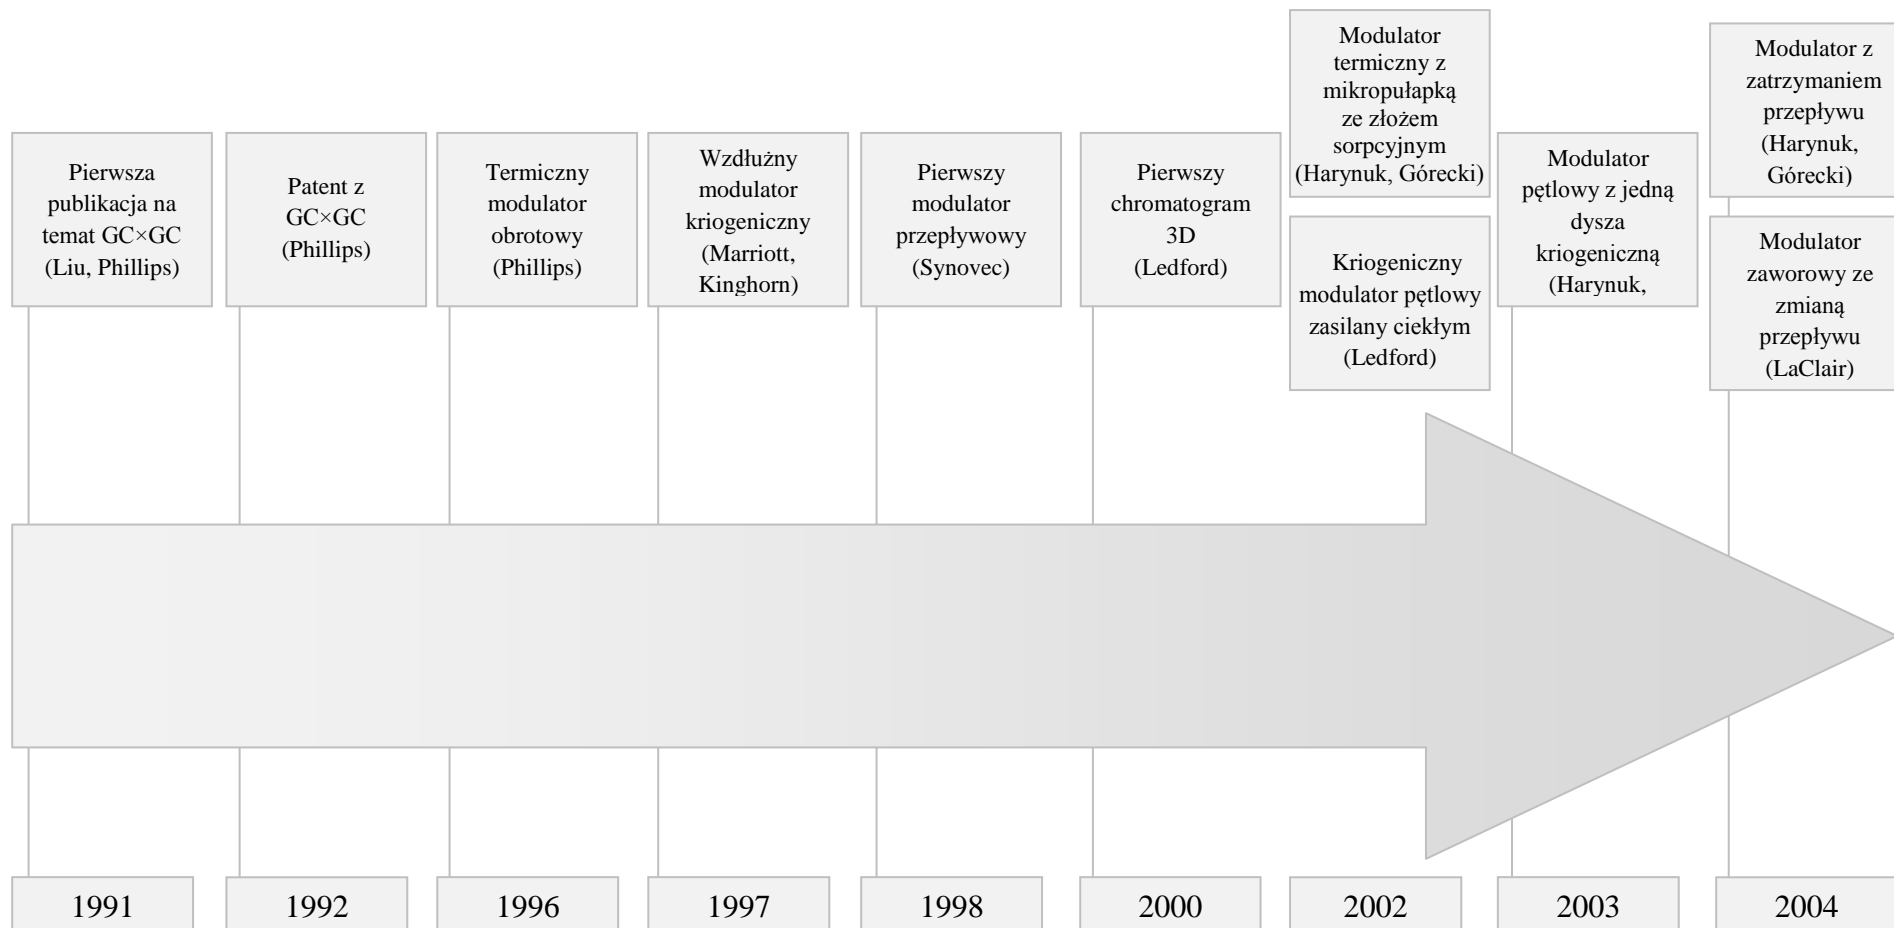 Pierwsza
publikacja na
temat GC×GC
(Liu, Phillips)
Patent z
GC×GC
(Phillips)
Termiczny
modulator
obrotowy
(Phillips)
Wzdłużny
modulator
kriogeniczny
(Marriott,
Kinghorn)
Pierwszy
modulator
przepływowy
(Synovec)
Pierwszy
chromatogram
3D
(Ledford)
Modulator
termiczny z
mikropułapką
ze złożem
sorpcyjnym
(Harynuk, Górecki)
Kriogeniczny
modulator pętlowy
zasilany ciekłym
(Ledford)
Modulator
pętlowy z jedną
dysza
kriogeniczną
(Harynuk,
Modulator z
zatrzymaniem
przepływu
(Harynuk,
Górecki)
Modulator
zaworowy ze
zmianą
przepływu
(LaClair)
1991
1992
1996
1997
1998
2000
2002
2003
2004